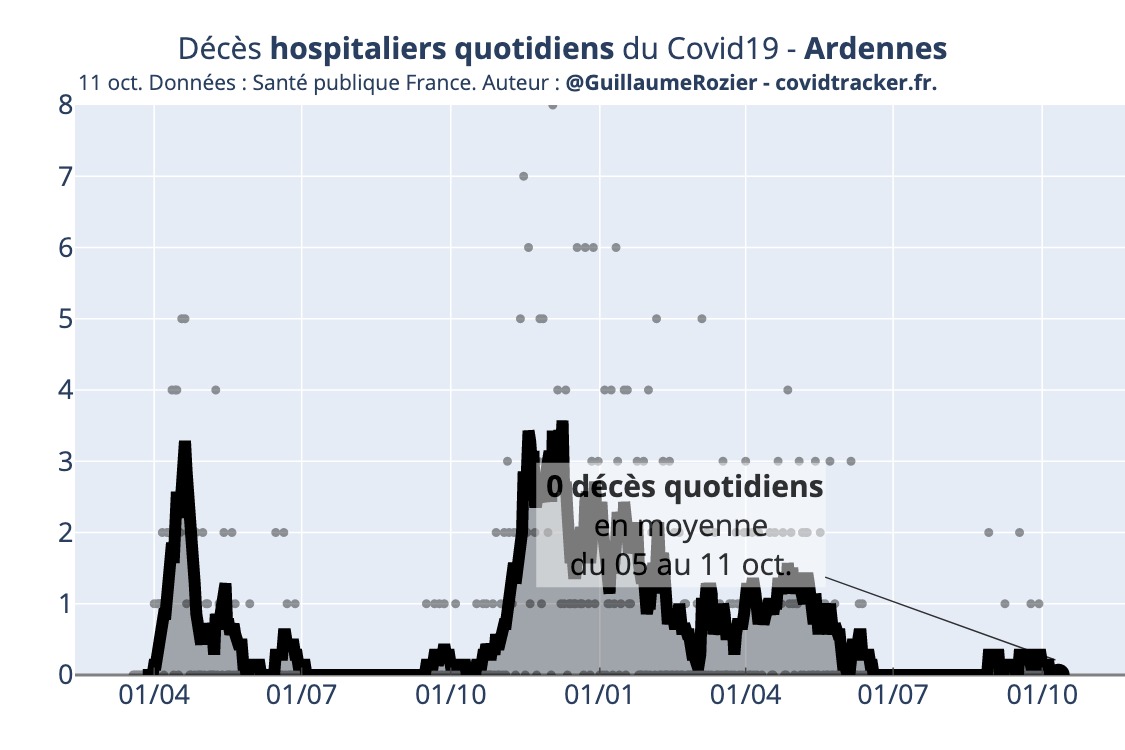 Décès hospitaliers quotidiens du Covid19 - Ardennes
11 oct. Données : Santé publique France. Auteur : @GuillaumeRozier - covidtracker.fr.
8
7
6
5
4
3
2
1
0
0 décès quotidiens
en moyenne
du 05 au 11 oct.
01/04 01/07 01/10 01/01 01/04 01/07 01/10